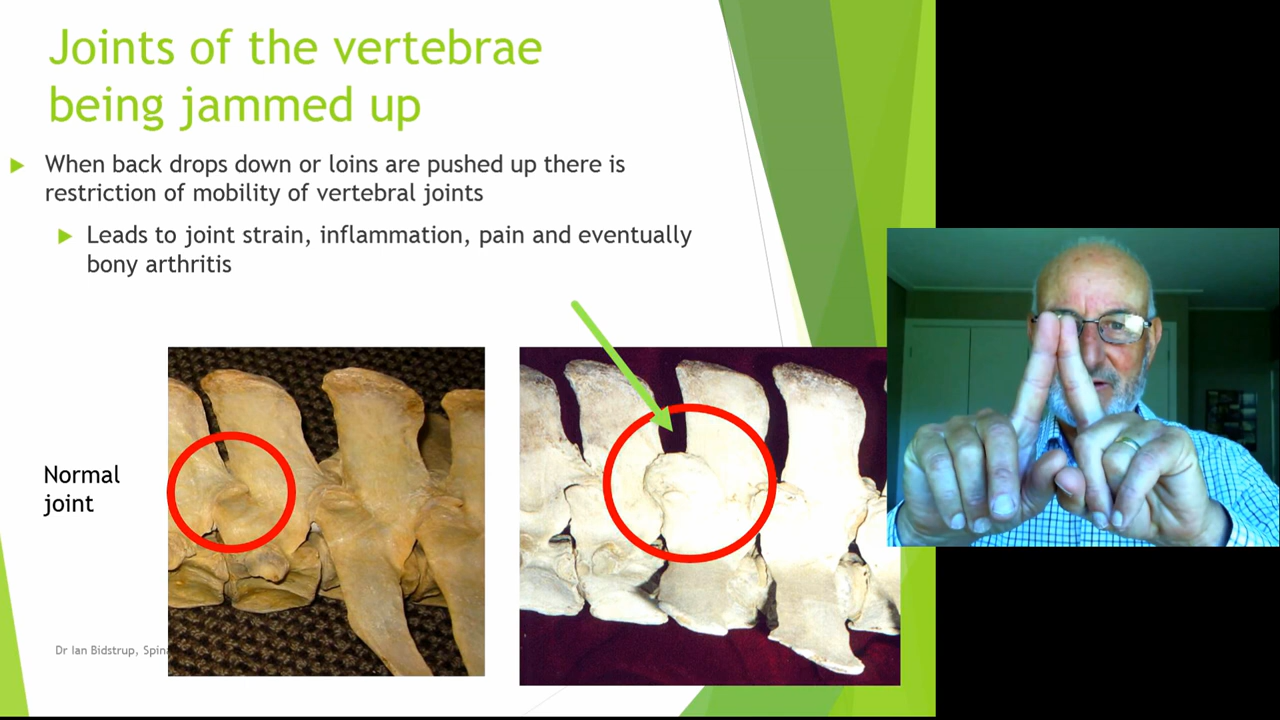 Joints of the vertebrae
being jammed up
When back drops down or loins are pushed up there is
restriction of mobility of vertebral joints
Leads to joint strain, inflammation, pain and eventually
bony arthritis
Normal
joint
Dr Ian Bidstrup,